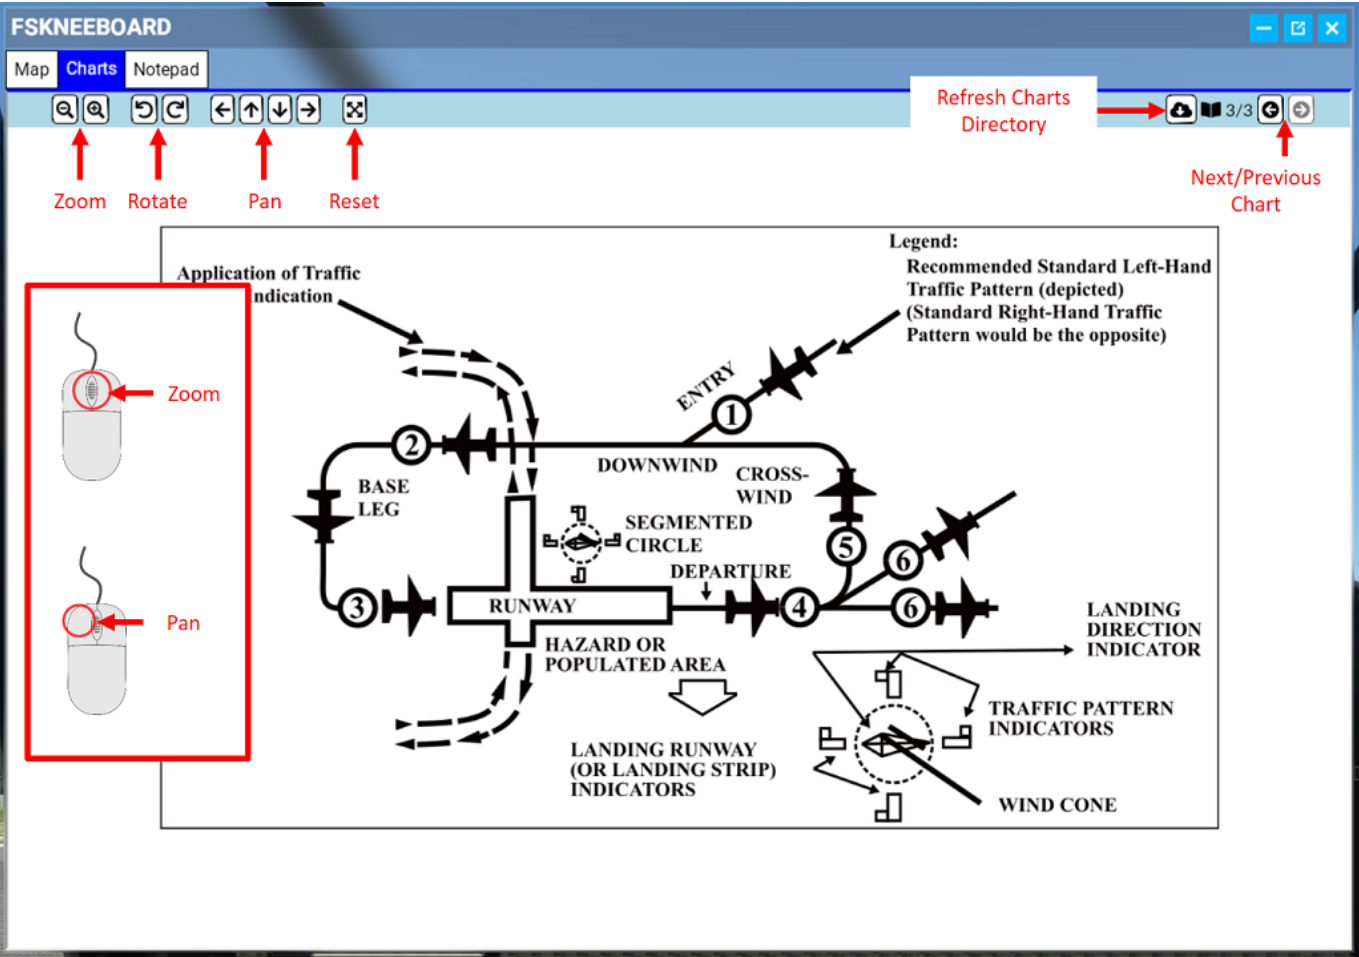 FSKNEEBOARD
Map
Charts
Notepad
3/3
Refresh Charts
Directory
Next/Previous
Chart
Zoom
Rotate
Pan
Reset
Legend:
Recommended Standard Left-Hand
Traffic Pattern (depicted)
(Standard Right-Hand Traffic
Pattern would be the opposite)
Application of Traffic
ndication
Zoom
Pan
ENTRY
1
2
DOWNWIND
CROSS-
WIND
BASE
LEG
SEGMENTED
CIRCLE
5
6
DEPARTURE
3
RUNWAY
4
6
HAZARD OR
POPULATED AREA
LANDING
DIRECTION
INDICATOR
TRAFFIC PATTERN
INDICATORS
LANDING RUNWAY
(OR LANDING STRIP)
INDICATORS
WIND CONE